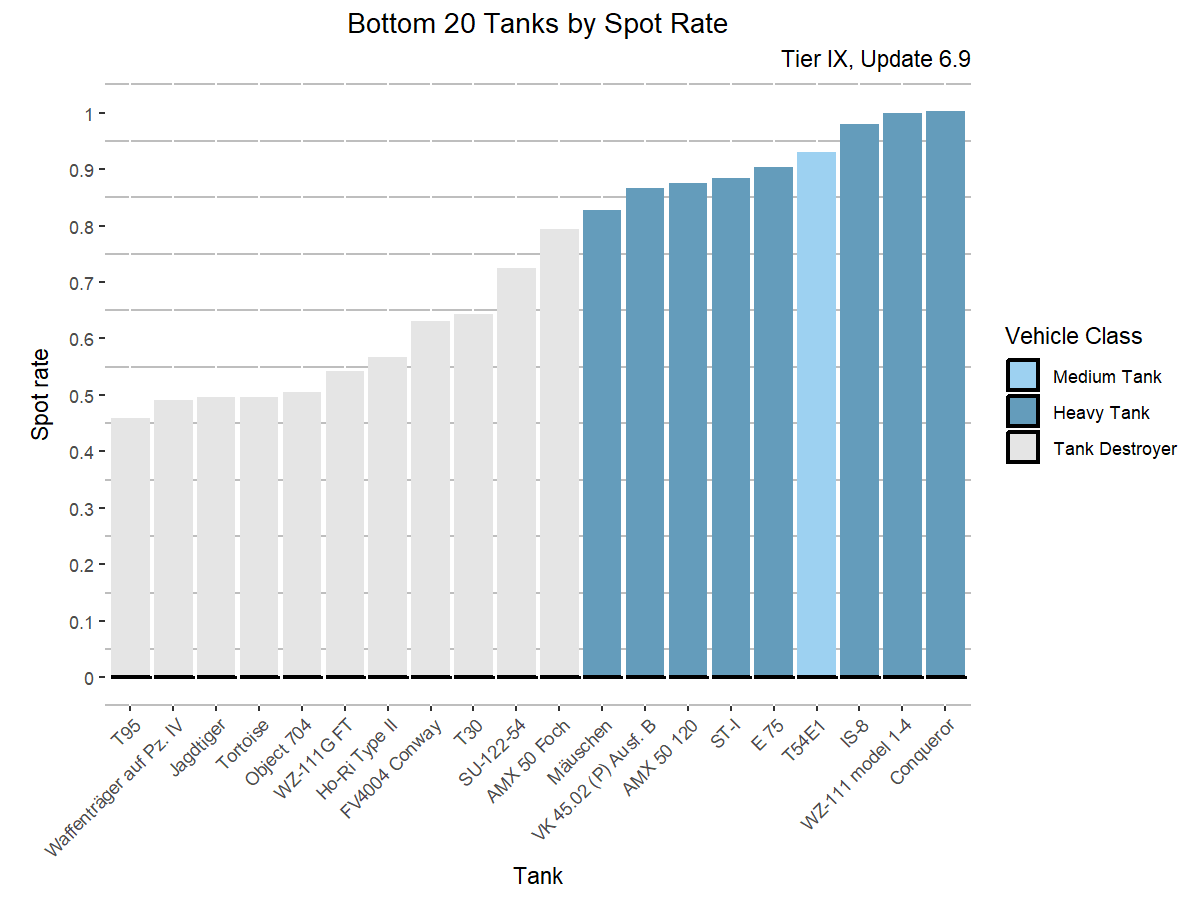 Bottom 20 Tanks by Spot Rate
Tier IX, Update 6.9
Spot rate
1
0.9
0.8
0.7
0.6
0.5
0.4
0.3
0.2
0.1
0
T95
Waffenträger auf Pz. IV
Jagdtiger
Tortoise
Object 704
WZ-111G FT
Ho-Ri Type II
FV4004 Conway
T30
SU-122-54
AMX 50 Foch
Mäuschen
VK 45.02 (P) Ausf. B
AMX 50 120
ST-I
E 75
T54E1
IS-8
WZ-111 model 1-4
Conqueror
Tank
Vehicle Class
Medium Tank
Heavy Tank
Tank Destroyer